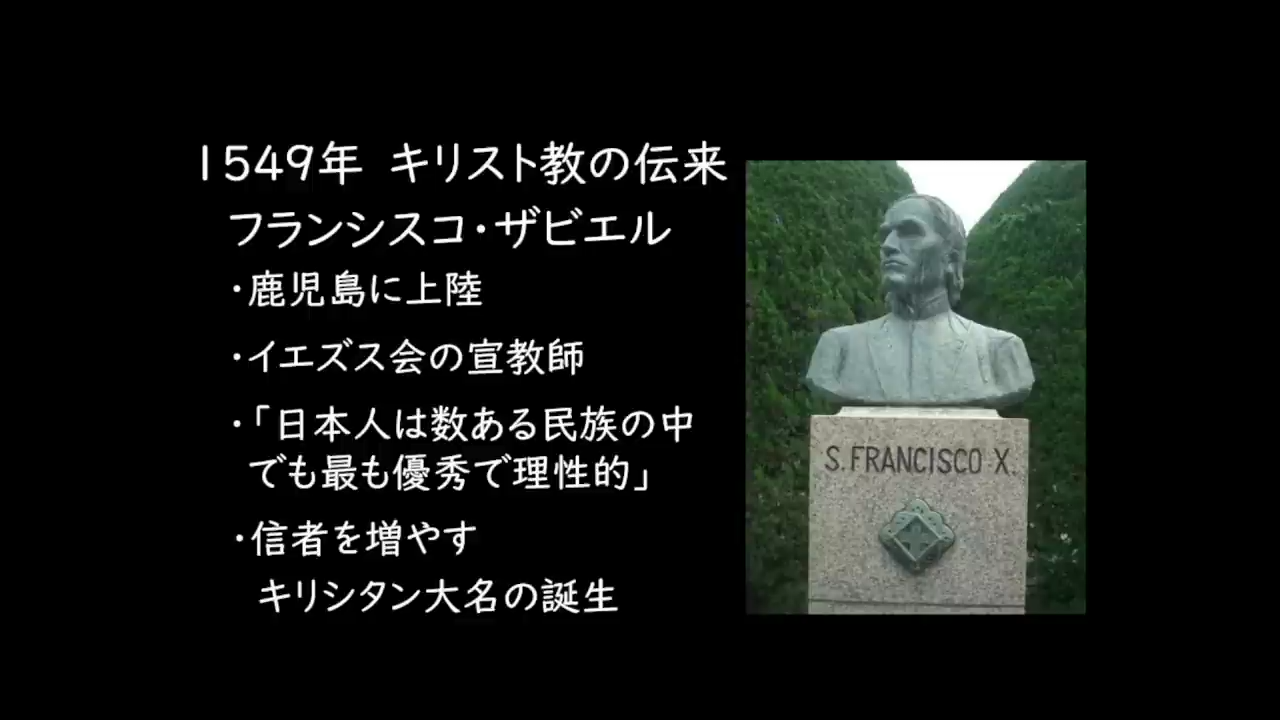 1549年 キリスト教の伝来
フランシスコ・ザビエル
・鹿児島に上陸
・イエズス会の宣教師
・「日本人は数ある民族の中
でも最も優秀で理性的」
・信者を増やす
キリシタン大名の誕生
S. FRANCISCO X.